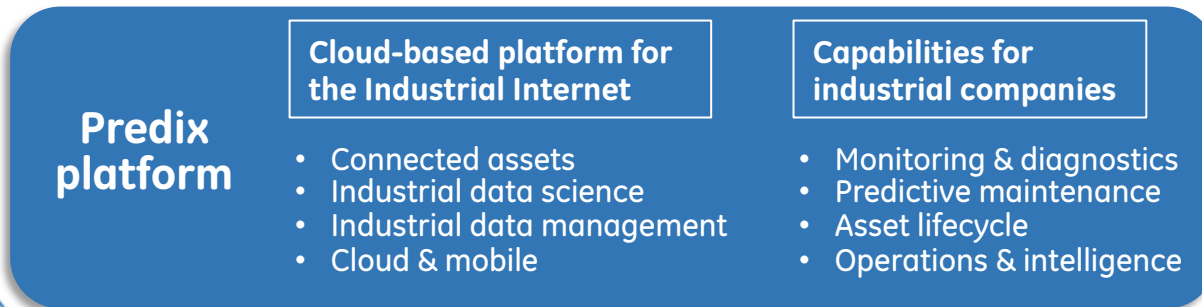 Predix
platform
Cloud-based platform for
the Industrial Internet
• Connected assets
• Industrial data science
• Industrial data management
• Cloud & mobile
Capabilities for
industrial companies
• Monitoring & diagnostics
• Predictive maintenance
• Asset lifecycle
• Operations & intelligence